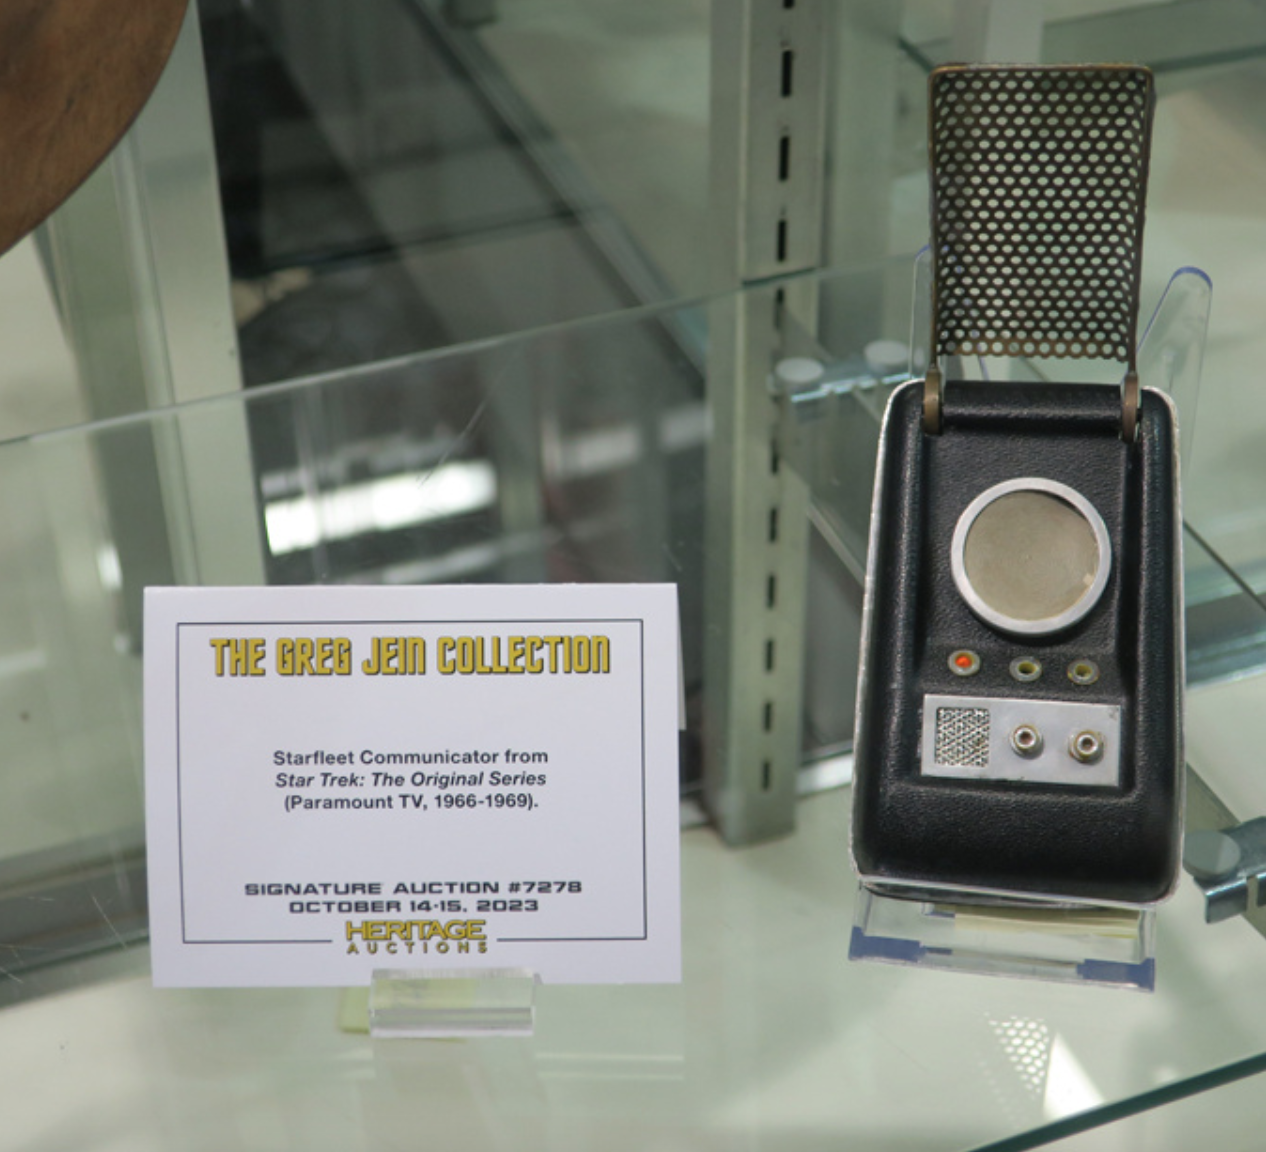 THE GREG JEIN COLLECTION
Starfleet Communicator from
Star Trek: The Original Series
(Paramount TV, 1966-1969).
SIGNATURE AUCTION #7278
OCTOBER 14-15, 2023
HERITAGE
AUCTIONS